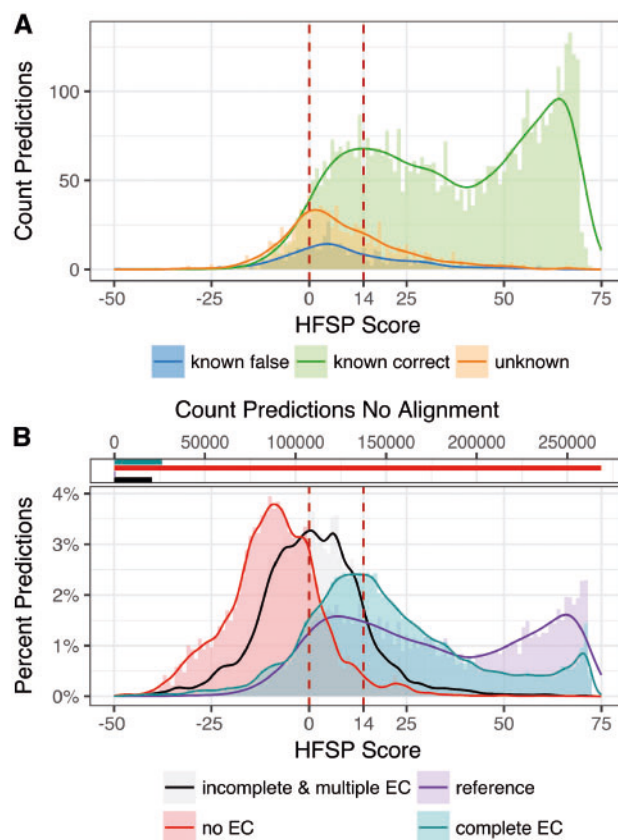 A
Count Predictions
100
50
0
-50 -25 0 14 25 50 75
HFSP Score
known false known correct unknown
Count Predictions No Alignment
B
0 50000 100000 150000 200000 250000
Percent Predictions
4%
3%
2%
1%
0%
-50 -25 0 14 25 50 75
HFSP Score
incomplete & multiple EC reference
no EC complete EC